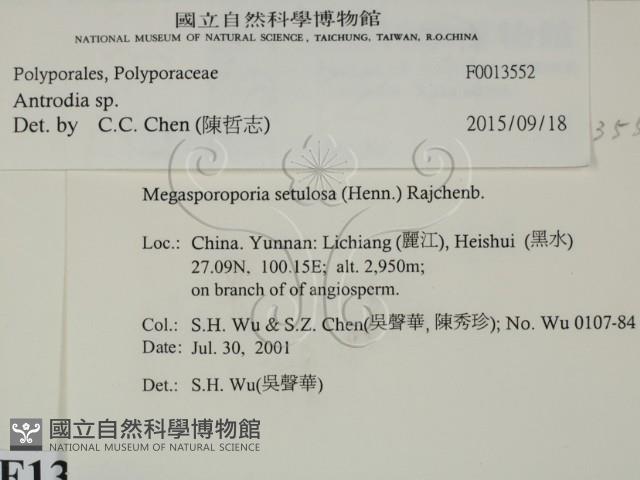 國立自然科學博物館
NATIONAL MUSEUM OF NATURAL SCIENCE, TAICHUNG, TAIWAN, R.O.CHINA
Polyporales, Polyporaceae F0013552
Antrodia sp.
Det. by C.C. Chen (陳哲志) 2015/09/18
355
Megasporoporia setulosa (Henn.) Rajchenb.
Loc.: China. Yunnan: Lichiang (麗江), Heishui (黑水)
27.09N, 100.15E; alt. 2,950m;
on branch of of angiosperm.
Col.: S.H. Wu & S.Z. Chen(吳聲華, 陳秀珍); No. Wu 0107-84
Date: Jul. 30, 2001
Det.: S.H. Wu(吳聲華)
國立自然科學博物館
NATIONAL MUSEUM OF NATURAL SCIENCE
F13